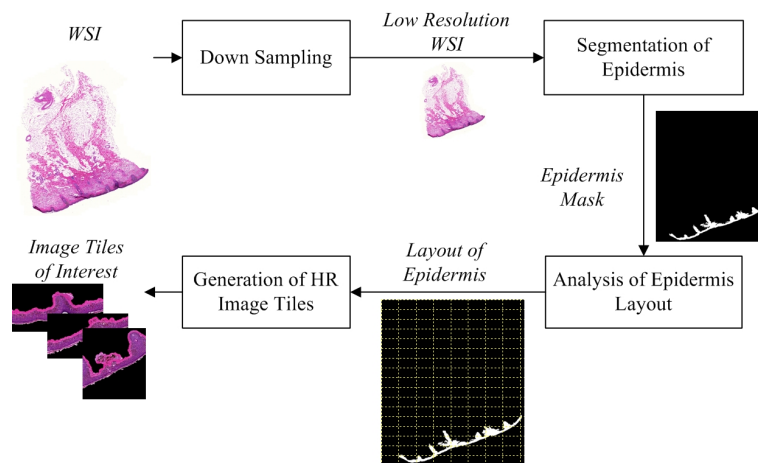 WSI
Down Sampling
Low Resolution
WSI
Segmentation of
Epidermis
Epidermis
Mask
Analysis of Epidermis
Layout
Layout of
Epidermis
Generation of HR
Image Tiles
Image Tiles
of Interest